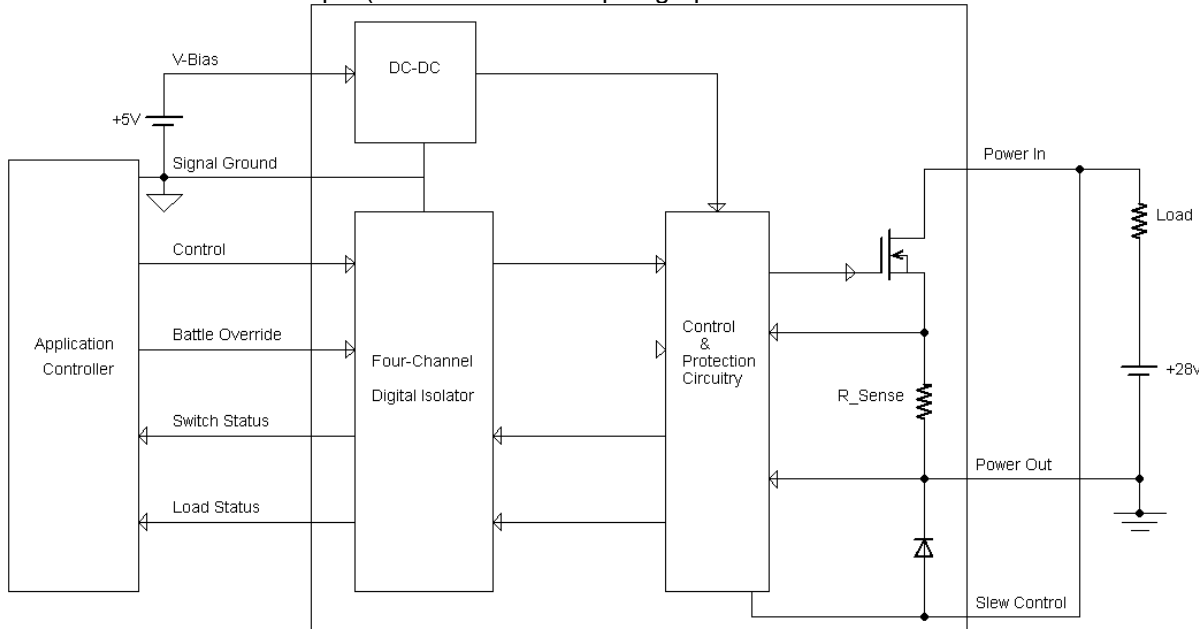 V-Bias
DC-DC
+5V
Signal Ground
Power In
Load
Control
Battle Override
Application
Controller
Four-Channel
Digital Isolator
Control
&
Protection
Circuitry
+28v
R_Sense
Switch Status
Power Out
Load Status
Slew Control